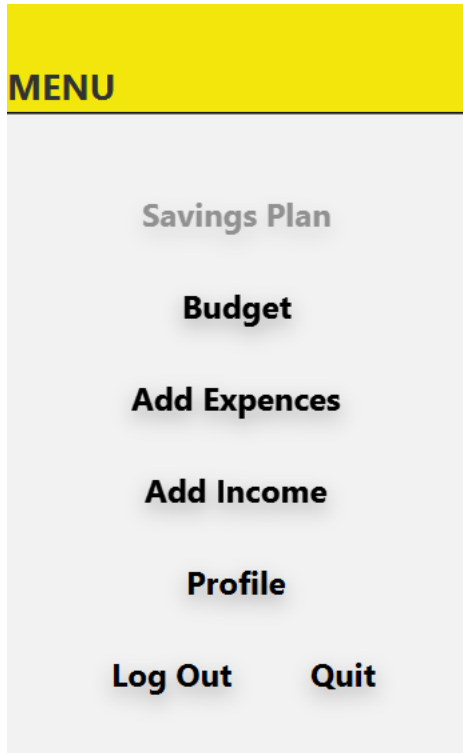 MENU
Savings Plan
Budget
Add Expences
Add Income
Profile
Log Out Quit